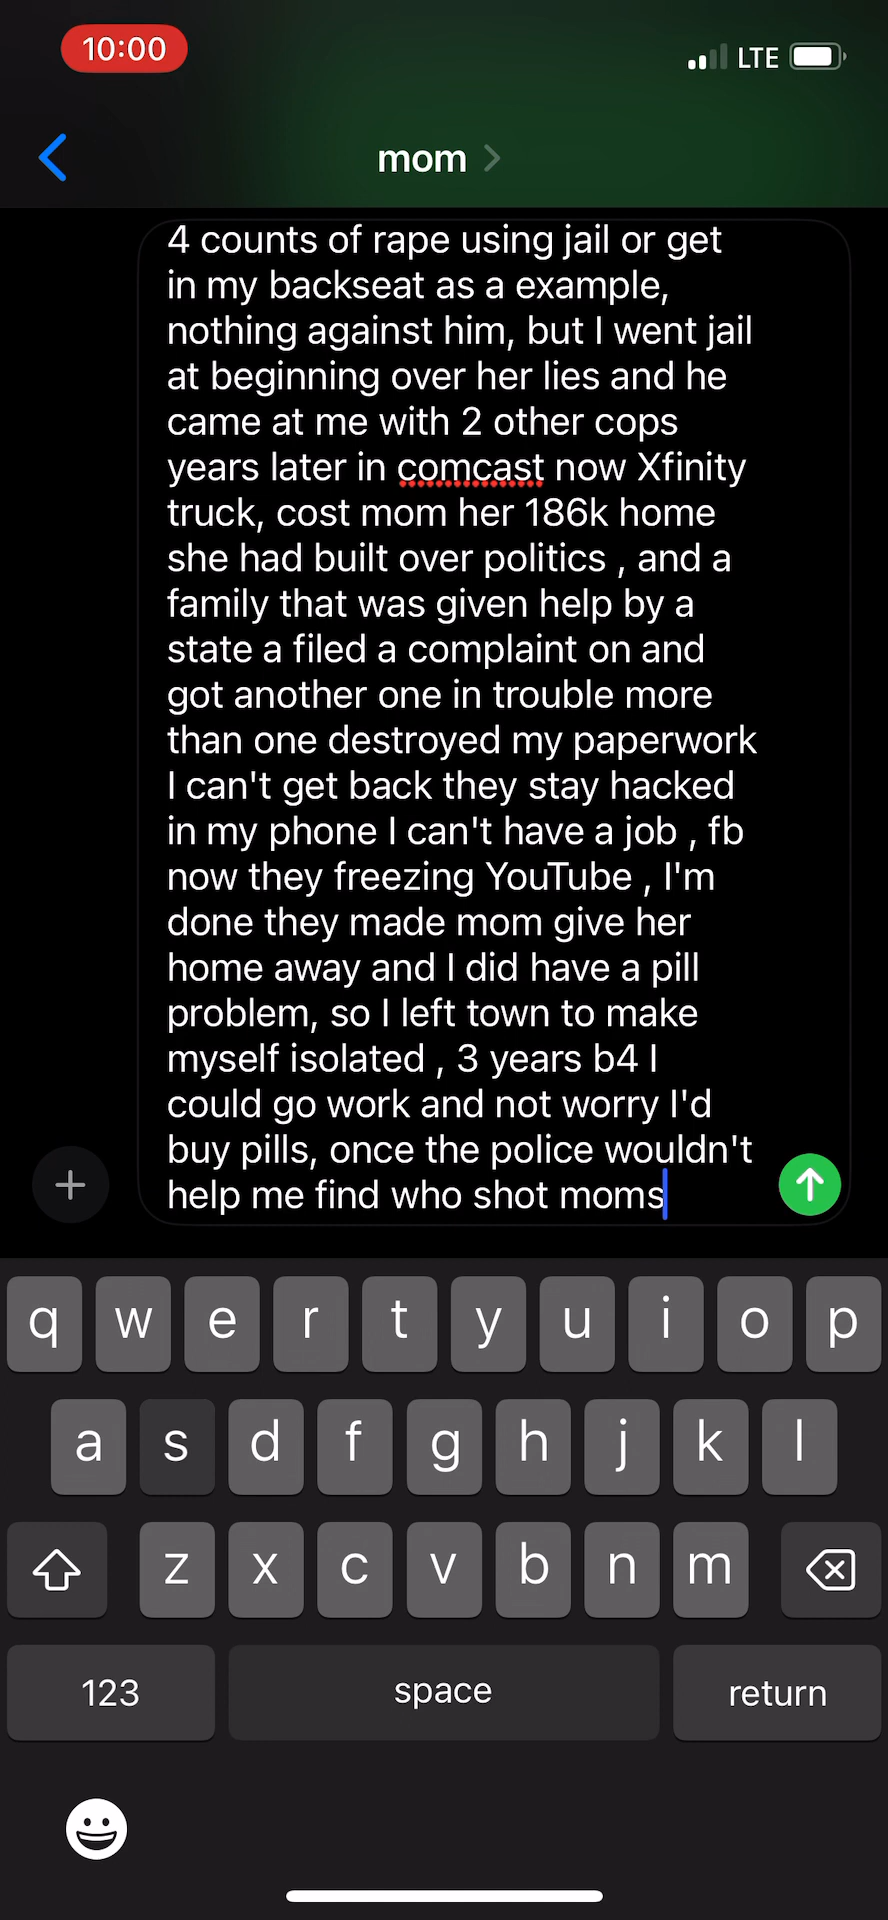 10:00
LTE
mom
4 counts of rape using jail or get
in my backseat as a example,
nothing against him, but I went jail
at beginning over her lies and he
came at me with 2 other cops
years later in comcast now Xfinity
truck, cost mom her 186k home
she had built over politics , and a
family that was given help by a
state a filed a complaint on and
got another one in trouble more
than one destroyed my paperwork
I can't get back they stay hacked
in my phone I can't have a job , fb
now they freezing YouTube , I'm
done they made mom give her
home away and I did have a pill
problem, so I left town to make
myself isolated , 3 years b4 I
could go work and not worry I'd
buy pills, once the police wouldn't
help me find who shot moms
q w e r t y u i o p
a s d f g h j k l
z x c v b n m
123 space return